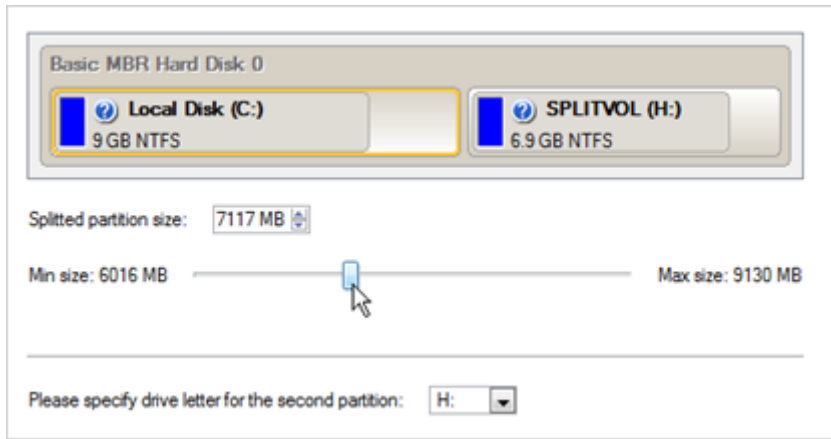 Basic MBR Hard Disk 0
Local Disk (C:)
9 GB NTFS
SPLITVOL (H:)
6.9 GB NTFS
Splitted partition size: 7117 MB
Min size: 6016 MB
Max size: 9130 MB
Please specify drive letter for the second partition: H: